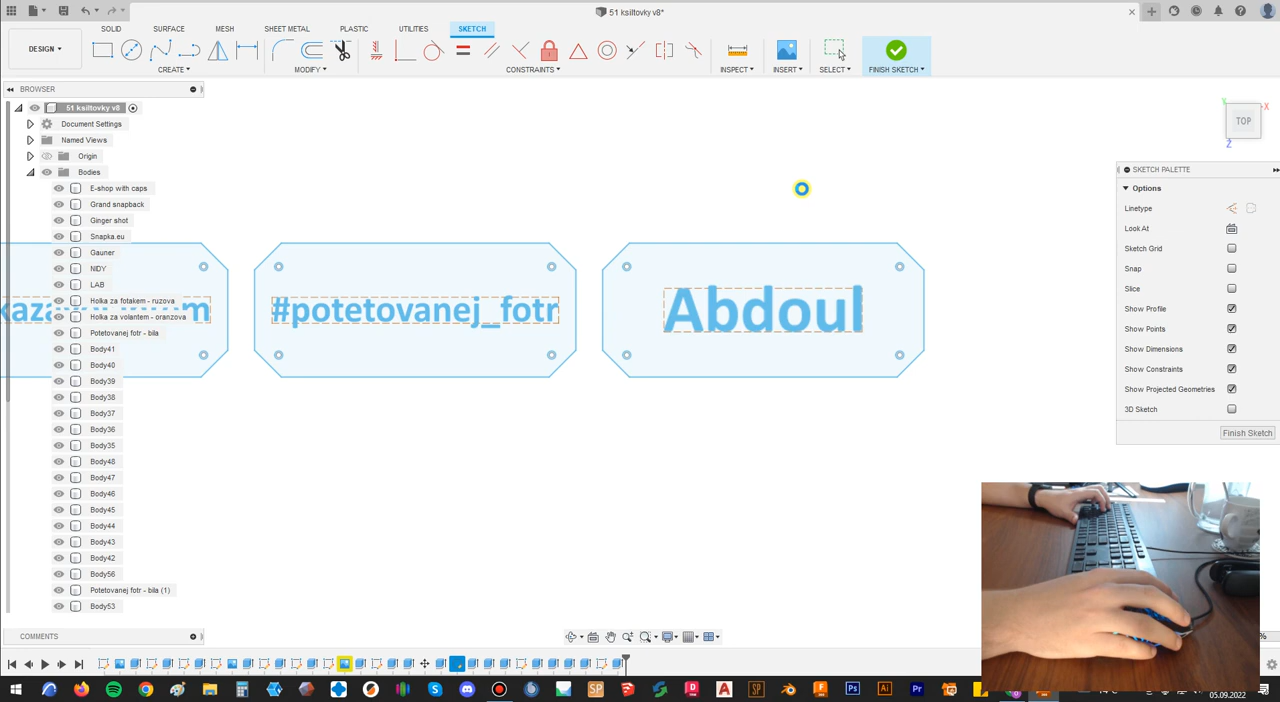 51 ksiltovky v8*
SOLID SURFACE MESH SHEET METAL PLASTIC UTILITIES SKETCH
DESIGN
CREATE MODIFY CONSTRAINTS INSPECT INSERT SELECT FINISH SKETCH
BROWSER
51 ksiltovky v8
Document Settings
Named Views
Origin
Bodies
E-shop with caps
Grand snapback
Ginger shot
Snapka.eu
Gauner
NIDY
LAB
Holka za fotakem - ruzova
Holka za volantem - oranzova
Potetovanej fotr - bila
Body41
Body40
Body39
Body38
Body37
Body36
Body35
Body48
Body47
Body46
Body45
Body44
Body43
Body42
Body56
Potetovanej fotr - bila (1)
Body53
#potetovanej_fotr
Abdoul
TOP
X
Z
SKETCH PALETTE
Options
Linetype
Look At
Sketch Grid
Snap
Slice
Show Profile
Show Points
Show Dimensions
Show Constraints
Show Projected Geometries
3D Sketch
Finish Sketch
COMMENTS
05.09.2022